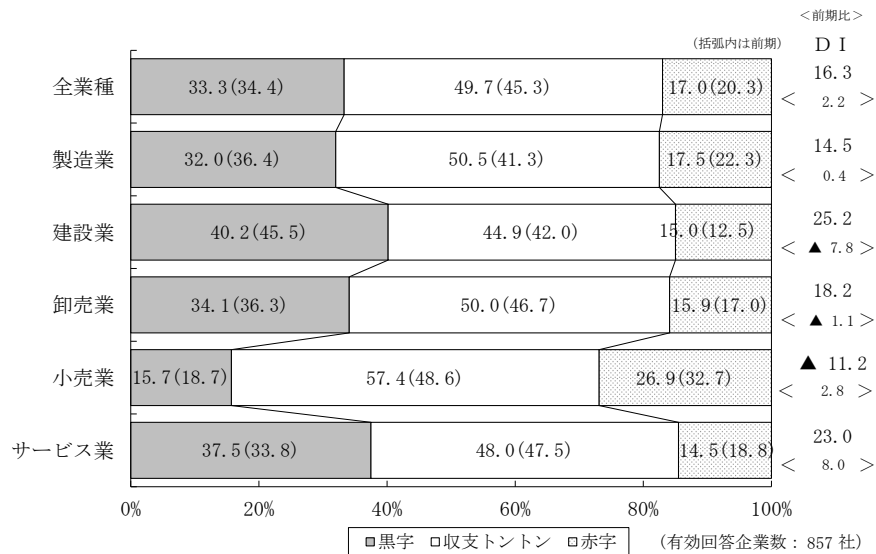 ＜前期比＞
(括弧内は前期) ＤＩ
全業種 33.3(34.4) 49.7(45.3) 17.0(20.3) 16.3
＜ 2.2 ＞
製造業 32.0(36.4) 50.5(41.3) 17.5(22.3) 14.5
＜ 0.4 ＞
建設業 40.2(45.5) 44.9(42.0) 15.0(12.5) 25.2
＜ ▲ 7.8 ＞
卸売業 34.1(36.3) 50.0(46.7) 15.9(17.0) 18.2
＜ ▲ 1.1 ＞
小売業 15.7(18.7) 57.4(48.6) 26.9(32.7) ▲ 11.2
＜ 2.8 ＞
サービス業 37.5(33.8) 48.0(47.5) 14.5(18.8) 23.0
＜ 8.0 ＞
0% 20% 40% 60% 80% 100%
黒字 収支トントン 赤字 (有効回答企業数：857 社)